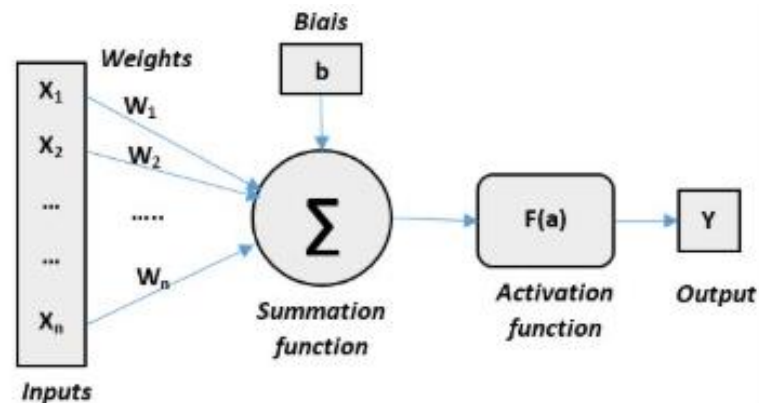 Biais
b
Weights
X₁
W₁
X₂
W₂
...
.....
...
Wₙ
Xₙ
Inputs
∑
Summation
function
F(a)
Activation
function
Y
Output